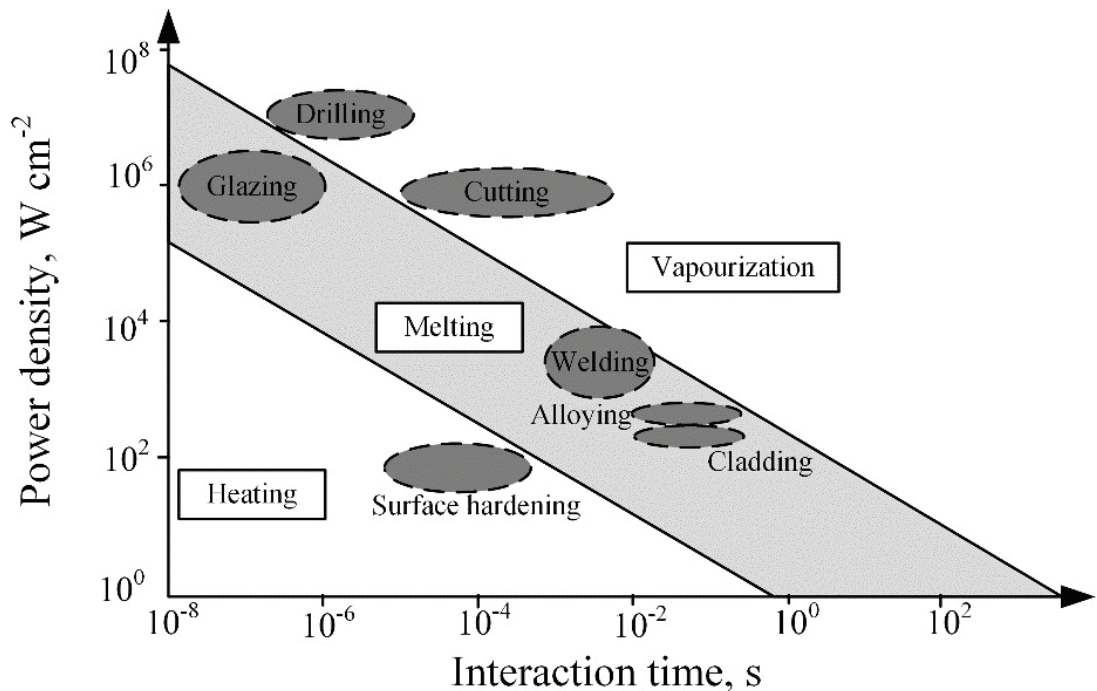 10^8
Drilling
10^6
Glazing
Cutting
Vapourization
Melting
10^4
Welding
Alloying
10^2
Cladding
Heating
Surface hardening
10^0
10^-8
10^-6
10^-4
10^-2
10^0
10^2
Power density, W cm^-2
Interaction time, s